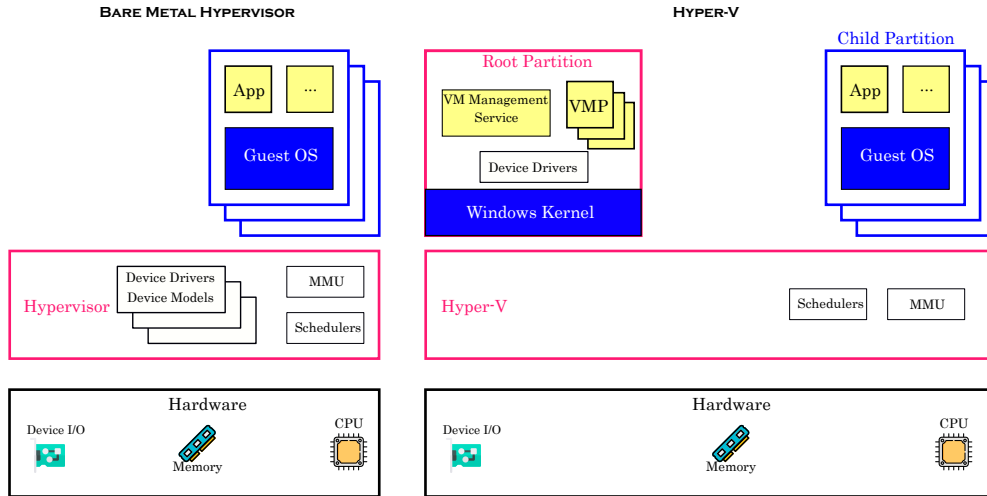 BARE METAL HYPERVISOR
App
...
Guest OS
Hypervisor
Device Drivers
Device Models
MMU
Schedulers
Hardware
Device I/O
Memory
CPU
HYPER-V
Root Partition
VM Management
Service
VMP
Device Drivers
Windows Kernel
Child Partition
App
...
Guest OS
Hyper-V
Schedulers
MMU
Hardware
Device I/O
Memory
CPU